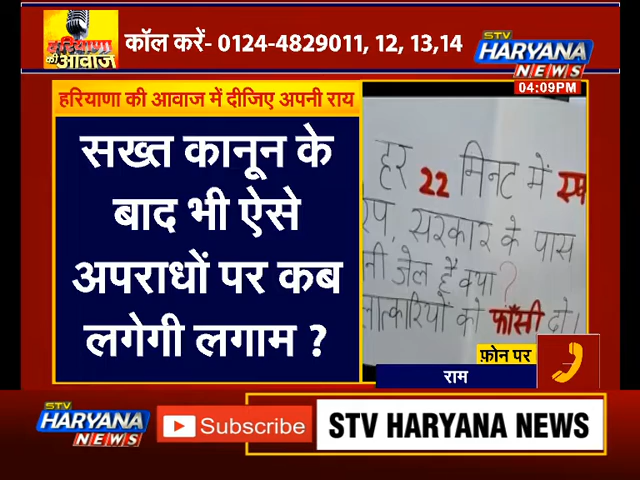 हरियाणा
की आवाज
कॉल करें- 0124-4829011, 12, 13,14
STV
HARYANA
NEWS
04:09PM
हरियाणा की आवाज में दीजिए अपनी राय
सख्त कानून के
बाद भी ऐसे
अपराधों पर कब
लगेगी लगाम ?
हर 22 मिनट में
सरकार के पास
नी जेल है क्या?
लात्कारियों को फाँसी दो।
फ़ोन पर
राम
STV
HARYANA
NEWS
Subscribe
STV HARYANA NEWS